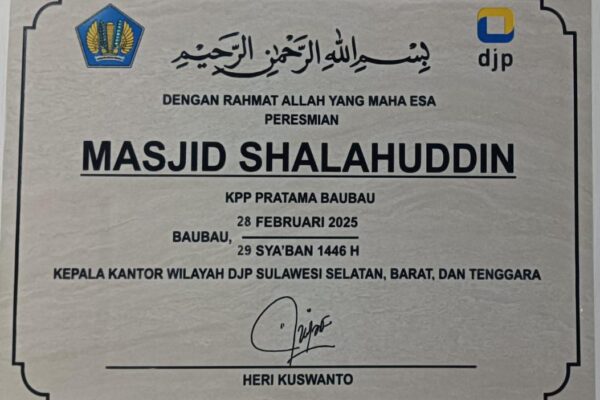 بِسْمِ اللهِ الرَّحْمٰنِ الرَّحِيْمِ
djp
DENGAN RAHMAT ALLAH YANG MAHA ESA
PERESMIAN
MASJID SHALAHUDDIN
KPP PRATAMA BAUBAU
28 FEBRUARI 2025
BAUBAU,
29 SYA'BAN 1446 H
KEPALA KANTOR WILAYAH DJP SULAWESI SELATAN, BARAT, DAN TENGGARA
HERI KUSWANTO